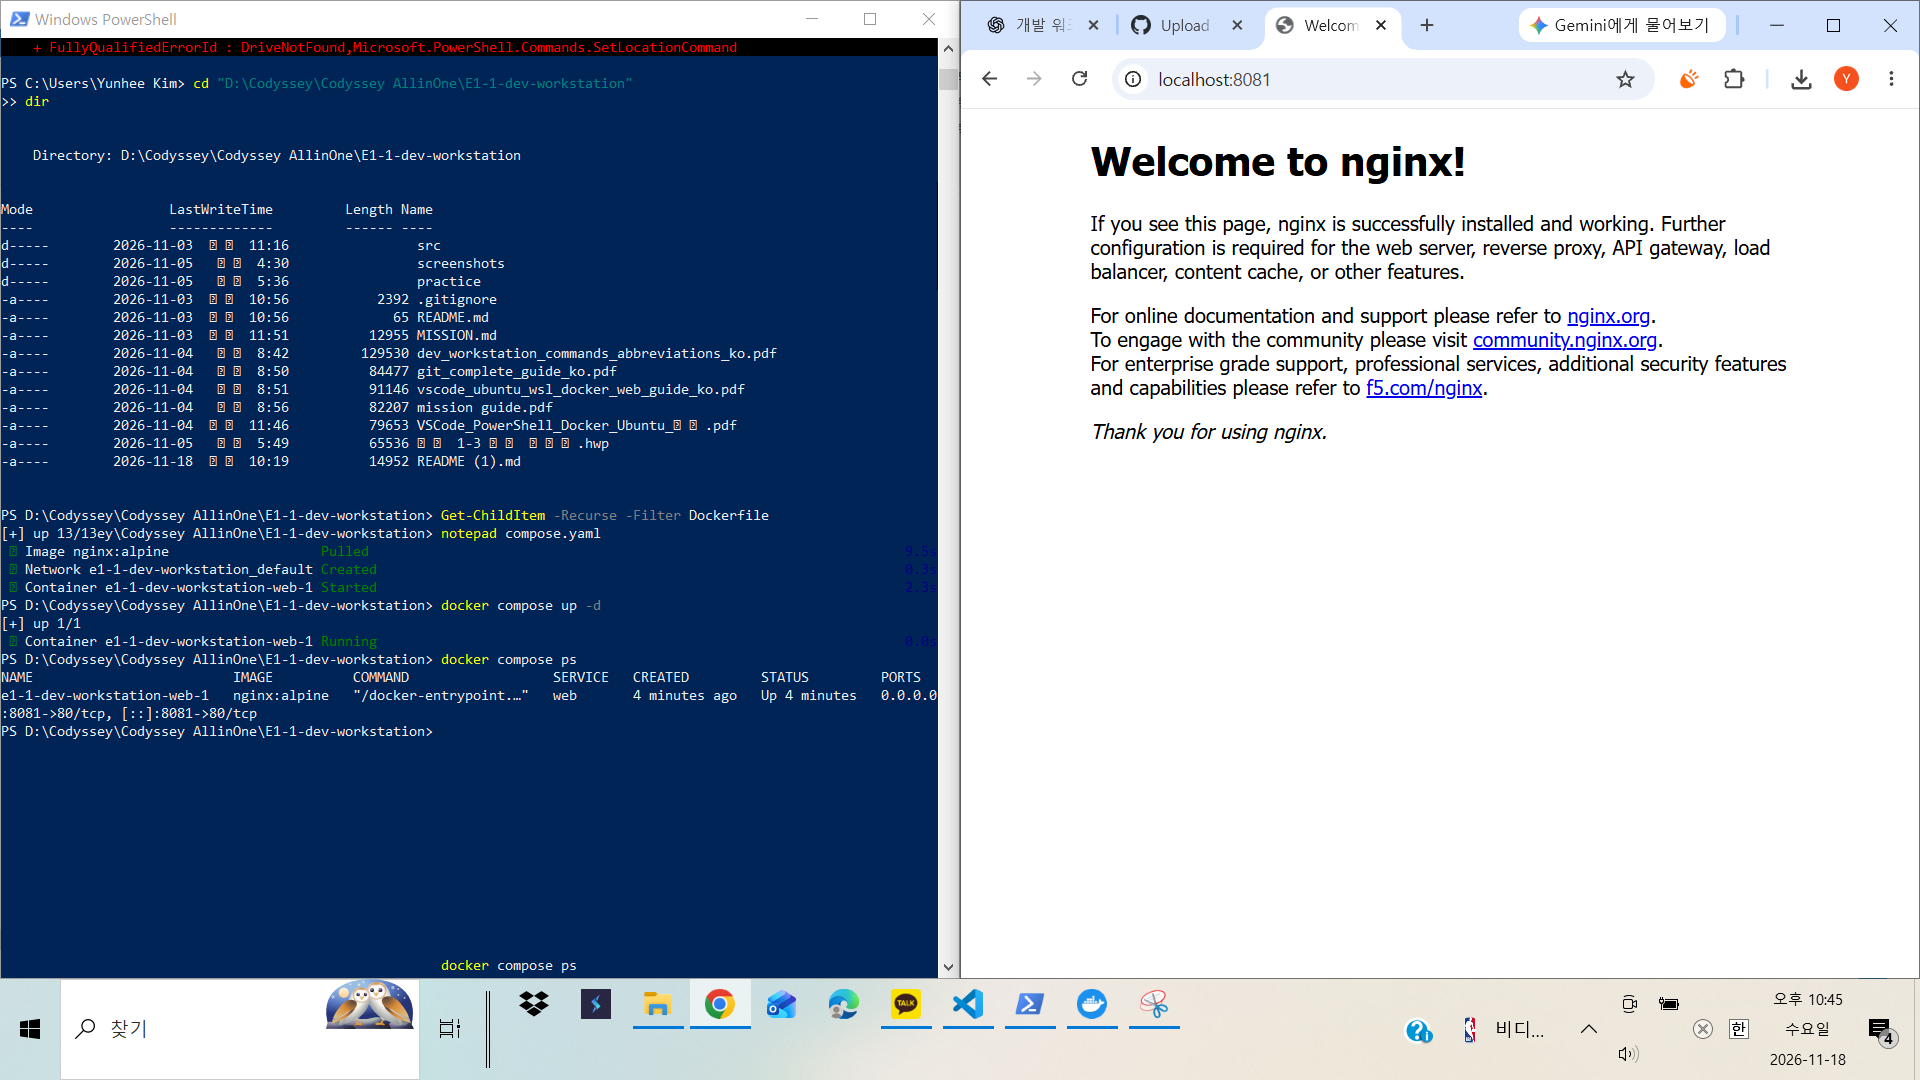 Windows PowerShell
+ FullyQualifiedErrorId : DriveNotFound,Microsoft.PowerShell.Commands.SetLocationCommand
PS C:\Users\Yunhee Kim> cd "D:\Codyssey\Codyssey AllinOne\E1-1-dev-workstation"
>> dir
Directory: D:\Codyssey\Codyssey AllinOne\E1-1-dev-workstation
Mode LastWriteTime Length Name
---- ------------- ------ ----
d----- 2026-11-03 11:16 src
d----- 2026-11-05 4:30 screenshots
d----- 2026-11-05 5:36 practice
-a---- 2026-11-03 10:56 2392 .gitignore
-a---- 2026-11-03 10:56 65 README.md
-a---- 2026-11-03 11:51 12955 MISSION.md
-a---- 2026-11-04 8:42 129530 dev_workstation_commands_abbreviations_ko.pdf
-a---- 2026-11-04 8:50 84477 git_complete_guide_ko.pdf
-a---- 2026-11-04 8:51 91146 vscode_ubuntu_wsl_docker_web_guide_ko.pdf
-a---- 2026-11-04 8:56 82207 mission guide.pdf
-a---- 2026-11-04 11:46 79653 VSCode_PowerShell_Docker_Ubuntu_ .pdf
-a---- 2026-11-05 5:49 65536 1-3 .hwp
-a---- 2026-11-18 10:19 14952 README (1).md
PS D:\Codyssey\Codyssey AllinOne\E1-1-dev-workstation> Get-ChildItem -Recurse -Filter Dockerfile
[+] up 13/13ey\Codyssey AllinOne\E1-1-dev-workstation> notepad compose.yaml
Image nginx:alpine Pulled 9.5s
Network e1-1-dev-workstation_default Created 0.3s
Container e1-1-dev-workstation-web-1 Started 2.3s
PS D:\Codyssey\Codyssey AllinOne\E1-1-dev-workstation> docker compose up -d
[+] up 1/1
Container e1-1-dev-workstation-web-1 Running 0.0s
PS D:\Codyssey\Codyssey AllinOne\E1-1-dev-workstation> docker compose ps
NAME IMAGE COMMAND SERVICE CREATED STATUS PORTS
e1-1-dev-workstation-web-1 nginx:alpine "/docker-entrypoint.…" web 4 minutes ago Up 4 minutes 0.0.0.0
:8081->80/tcp, [::]:8081->80/tcp
PS D:\Codyssey\Codyssey AllinOne\E1-1-dev-workstation>
docker compose ps
개발 워
Upload
Welcom
Gemini에게 물어보기
localhost:8081
Y
Welcome to nginx!
If you see this page, nginx is successfully installed and working. Further
configuration is required for the web server, reverse proxy, API gateway, load
balancer, content cache, or other features.
For online documentation and support please refer to nginx.org.
To engage with the community please visit community.nginx.org.
For enterprise grade support, professional services, additional security features
and capabilities please refer to f5.com/nginx.
Thank you for using nginx.
찾기
TALK
비디...
한
오후 10:45
수요일
2026-11-18
4